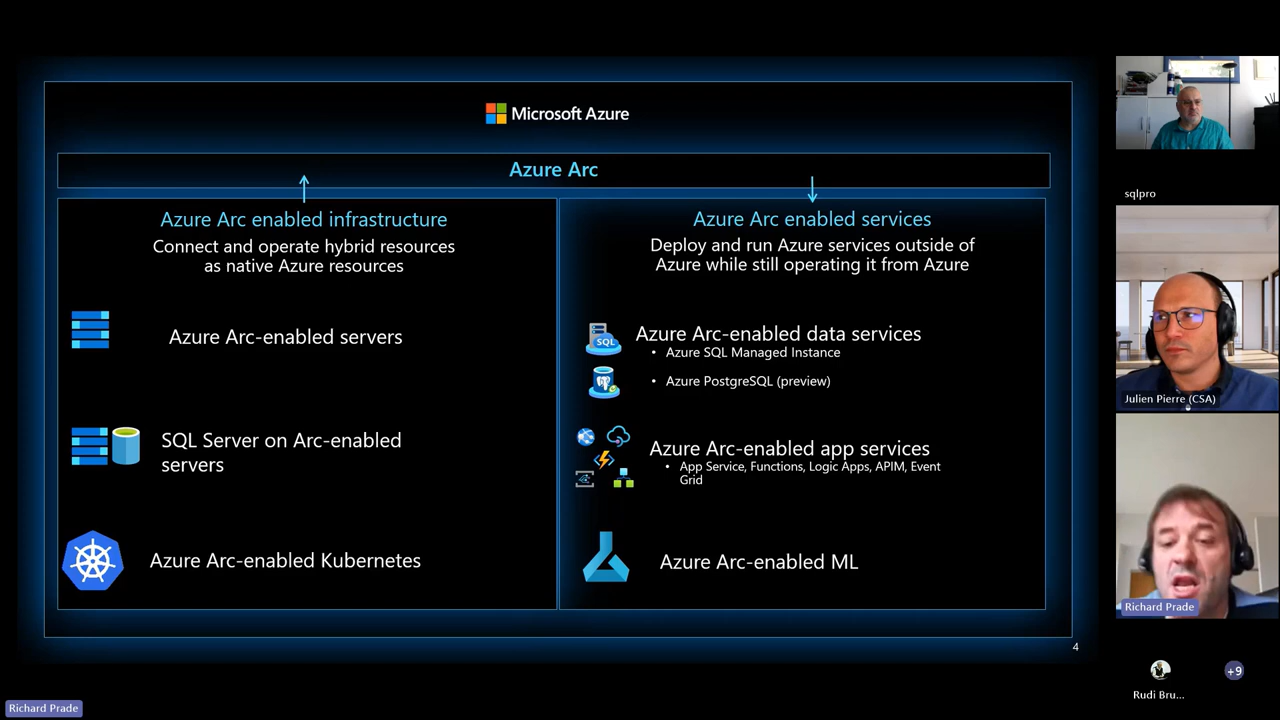 Microsoft Azure
Azure Arc
Azure Arc enabled infrastructure
Connect and operate hybrid resources
as native Azure resources
Azure Arc-enabled servers
SQL Server on Arc-enabled
servers
Azure Arc-enabled Kubernetes
Azure Arc enabled services
Deploy and run Azure services outside of
Azure while still operating it from Azure
SQL
Azure Arc-enabled data services
• Azure SQL Managed Instance
• Azure PostgreSQL (preview)
Azure Arc-enabled app services
• App Service, Functions, Logic Apps, APIM, Event
Grid
Azure Arc-enabled ML
4
sqlpro
Julien Pierre (CSA)
Richard Prade
Rudi Bru...
+9
Richard Prade